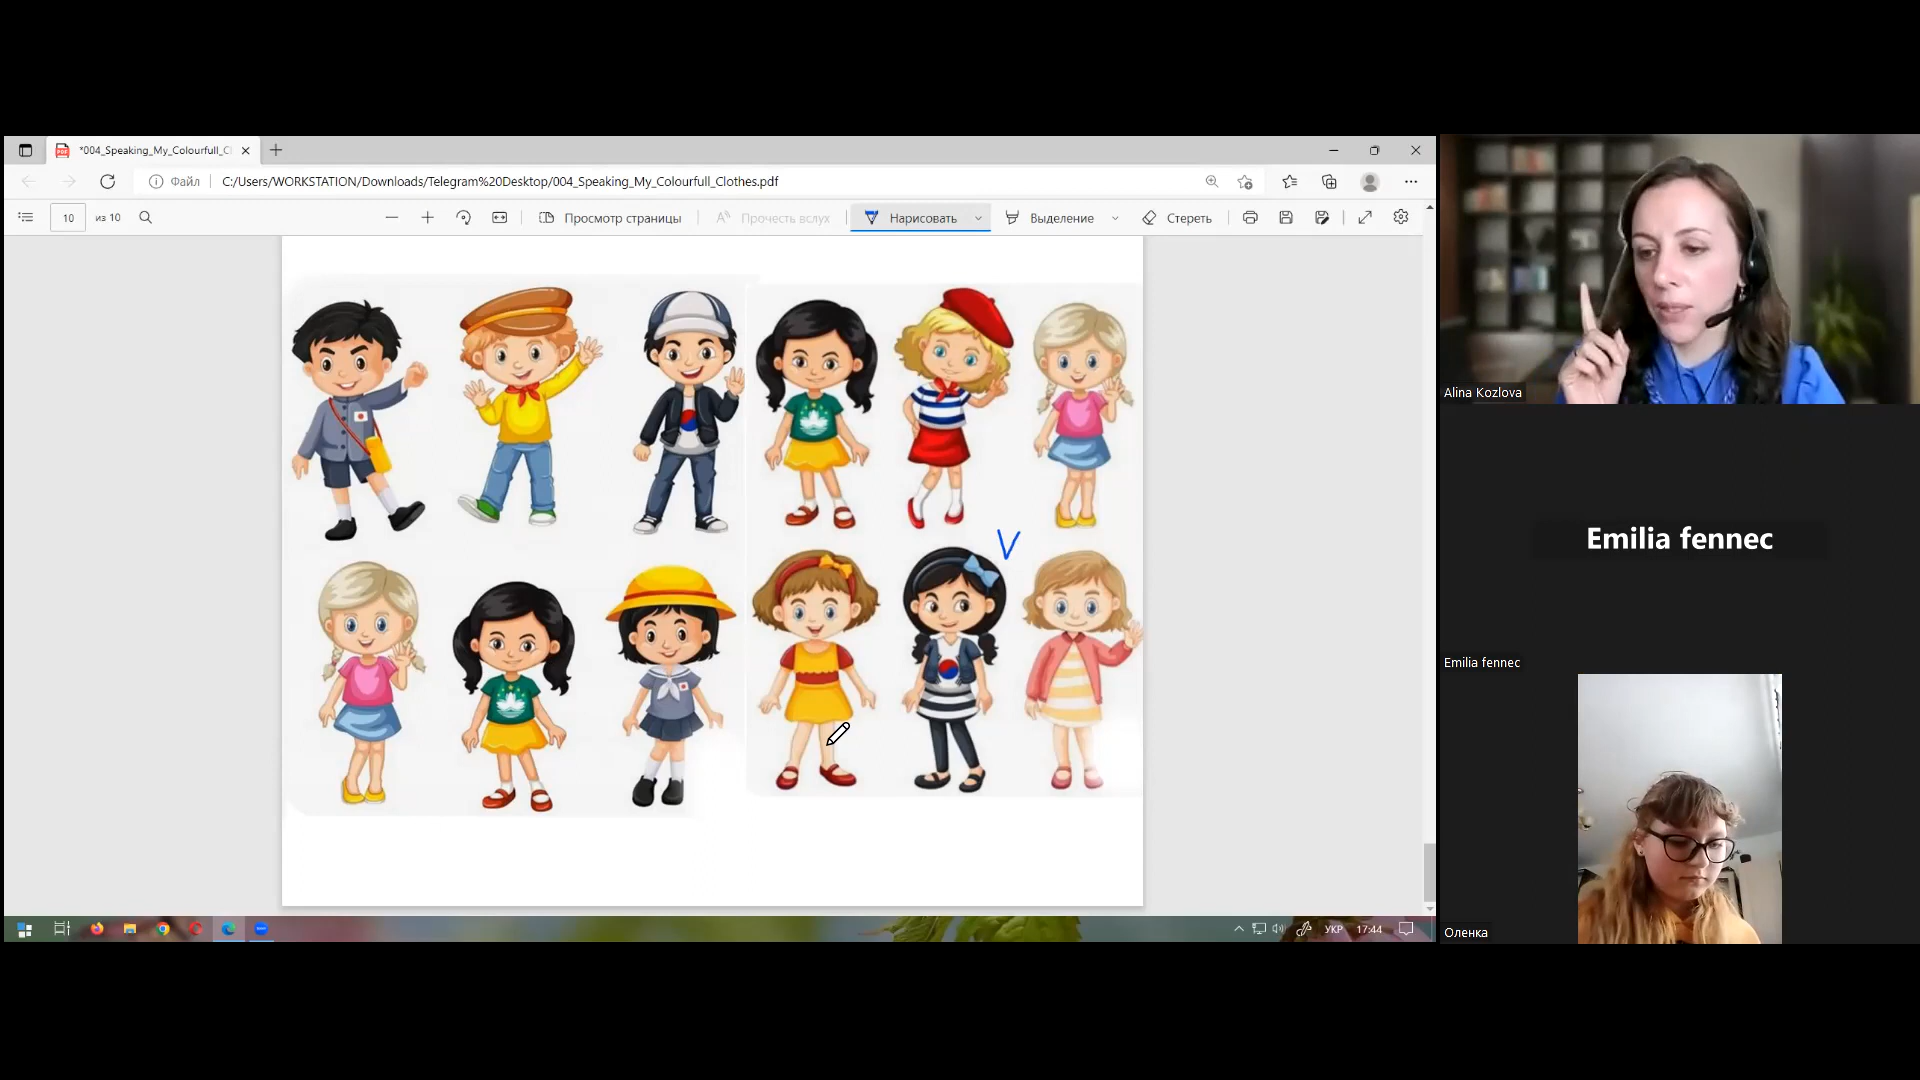 *004_Speaking_My_Colourfull_C
Файл
C:/Users/WORKSTATION/Downloads/Telegram%20Desktop/004_Speaking_My_Colourfull_Clothes.pdf
10 из 10
Просмотр страницы
Прочесть вслух
Нарисовать
Выделение
Стереть
V
УКР 17:44
Alina Kozlova
Emilia fennec
Emilia fennec
Оленка